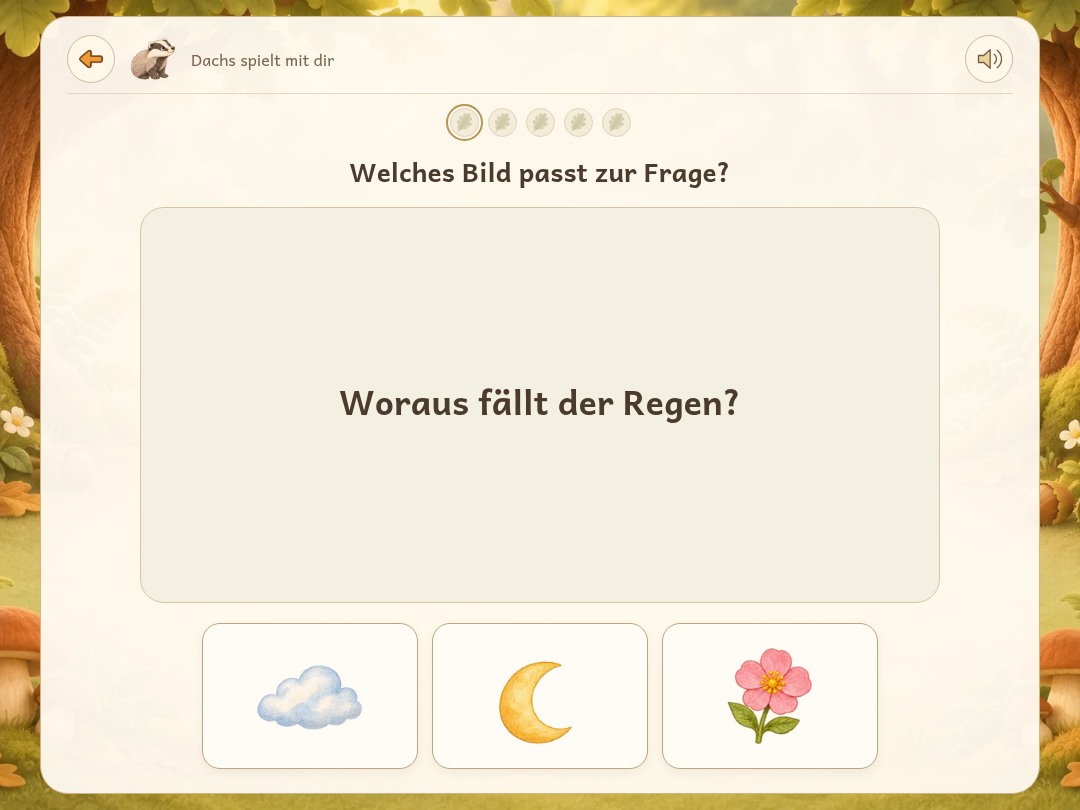 Dachs spielt mit dir
Welches Bild passt zur Frage?
Woraus fällt der Regen?